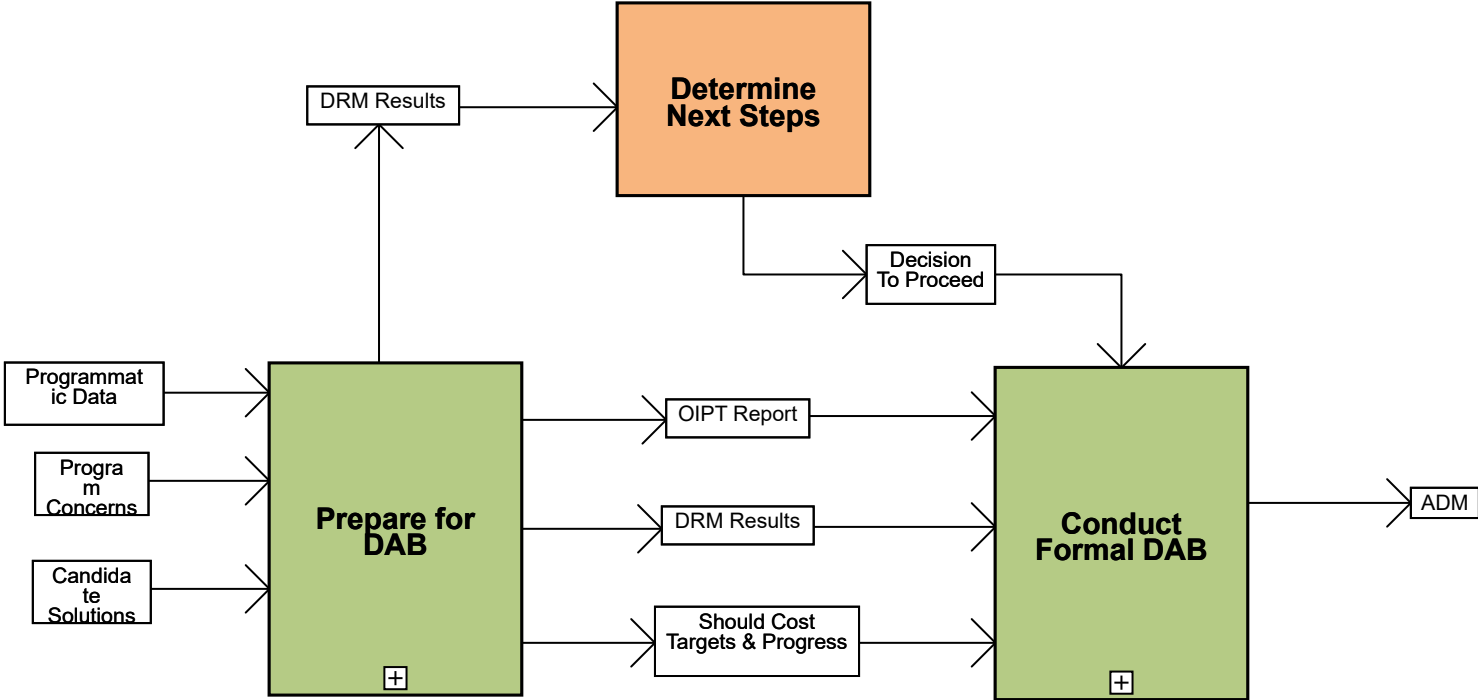 Determine
Next Steps
DRM Results
Decision
To Proceed
Programmat
ic Data
Progra
m
Concerns
Candida
te
Solutions
Prepare for
DAB
OIPT Report
DRM Results
Should Cost
Targets & Progress
Conduct
Formal DAB
ADM